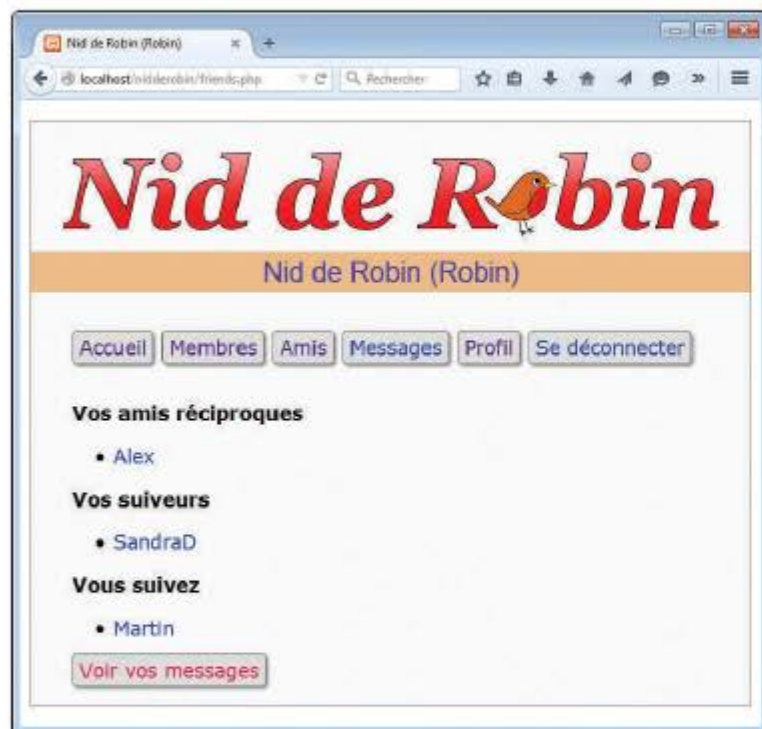 Nid de Robin (Robin)
localhost/nidderobin/friends.php
Rechercher
Nid de Robin
Nid de Robin (Robin)
Accueil Membres Amis Messages Profil Se déconnecter
Vos amis réciproques
• Alex
Vos suiveurs
• SandraD
Vous suivez
• Martin
Voir vos messages